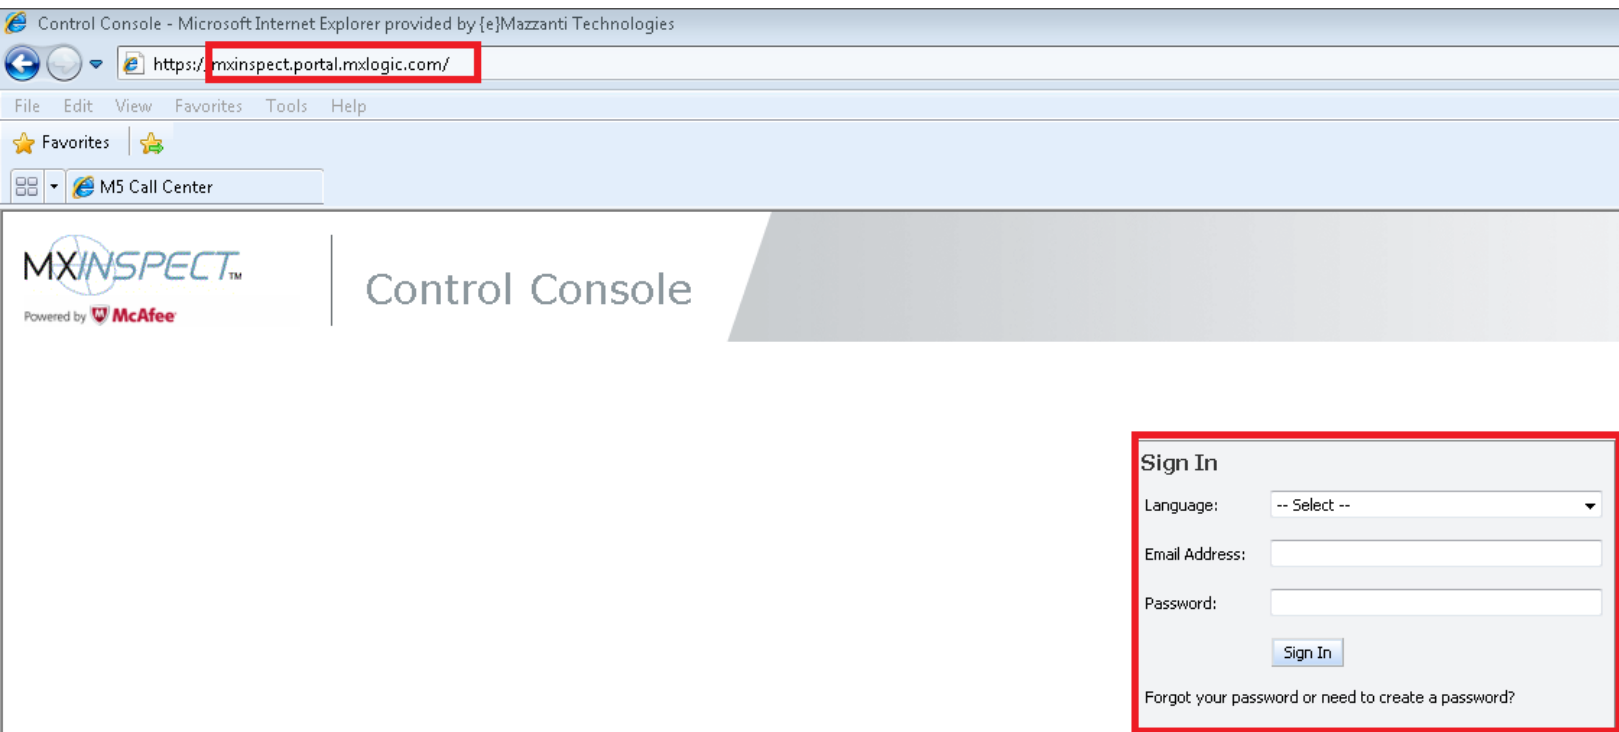 Control Console - Microsoft Internet Explorer provided by {e}Mazzanti Technologies
https://mxinspect.portal.mxlogic.com/
File Edit View Favorites Tools Help
Favorites
M5 Call Center
MXINSPECT™
Powered by McAfee
Control Console
Sign In
Language: -- Select --
Email Address:
Password:
Sign In
Forgot your password or need to create a password?